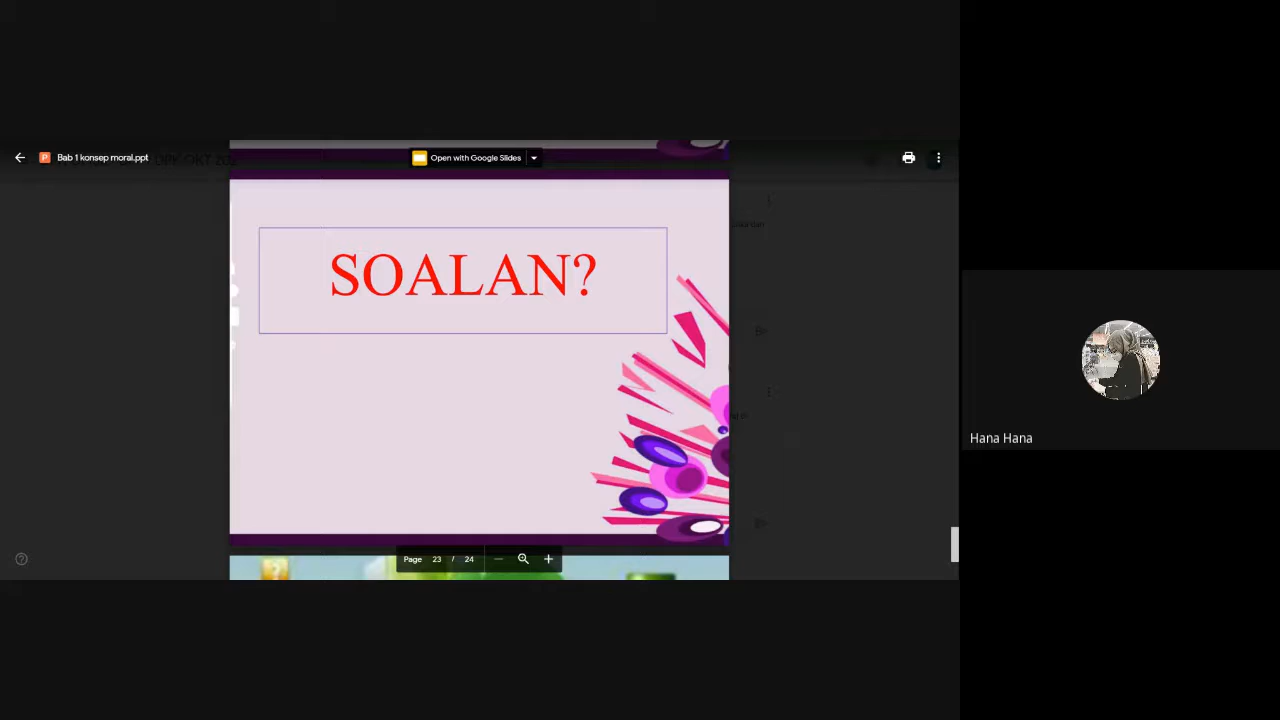 Bab 1 konsep moral.ppt
Open with Google Slides
SOALAN?
Page 23 / 24
Hana Hana